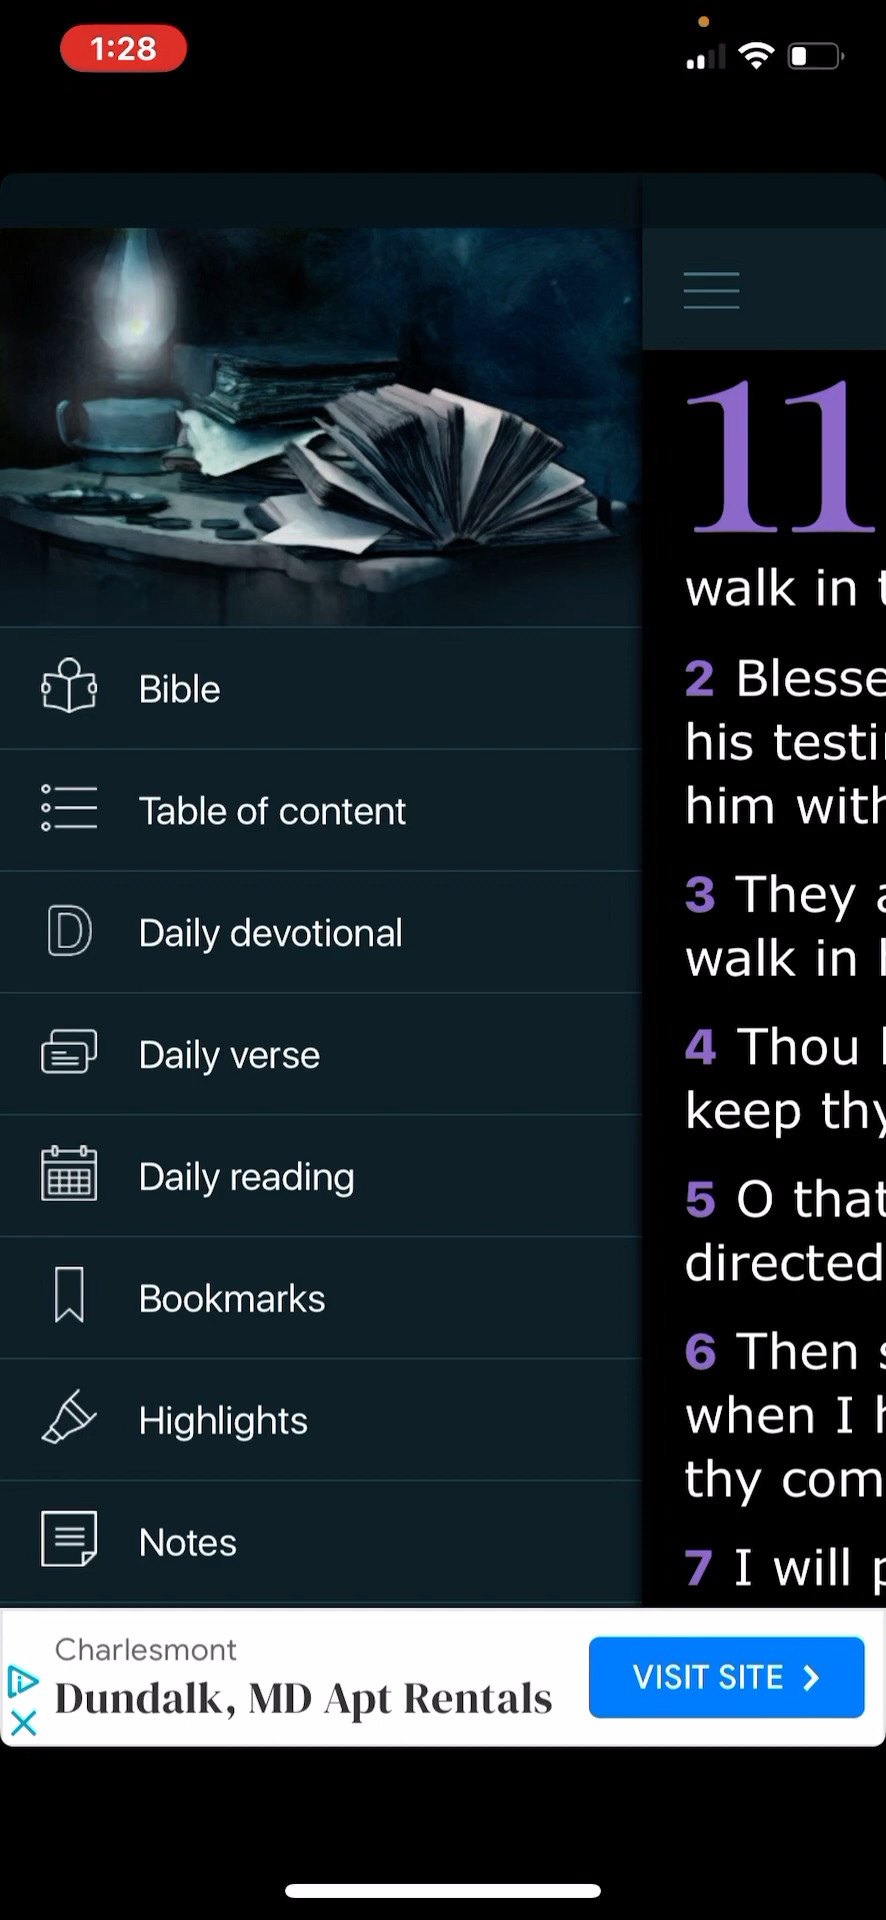 1:28
Bible
Table of content
Daily devotional
Daily verse
Daily reading
Bookmarks
Highlights
Notes
11
walk in
2 Blesse
his testi
him with
3 They
walk in
4 Thou
keep thy
5 O that
directed
6 Then
when I
thy com
7 I will
Charlesmont
Dundalk, MD Apt Rentals
VISIT SITE